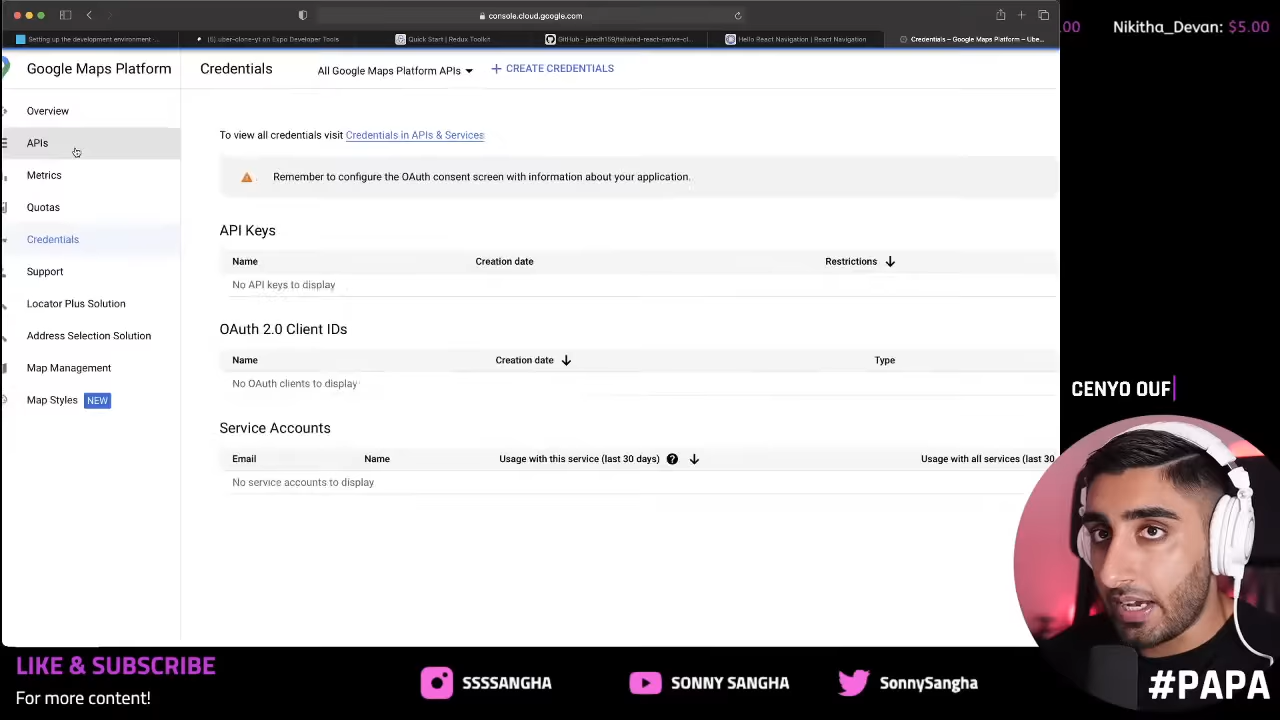 console.cloud.google.com
Setting up the development environment ·
(5) uber-clone-yt on Expo Developer Tools
Quick Start | Redux Toolkit
GitHub - jaredh159/tailwind-react-native-cl...
Hello React Navigation | React Navigation
Credentials – Google Maps Platform – Ube...
.00
Nikitha_Devan: $5.00
Google Maps Platform
Credentials
All Google Maps Platform APIs
CREATE CREDENTIALS
Overview
APIs
Metrics
Quotas
Credentials
Support
Locator Plus Solution
Address Selection Solution
Map Management
Map Styles NEW
To view all credentials visit Credentials in APIs & Services
Remember to configure the OAuth consent screen with information about your application.
API Keys
Name Creation date Restrictions
No API keys to display
OAuth 2.0 Client IDs
Name Creation date Type
No OAuth clients to display
Service Accounts
Email Name Usage with this service (last 30 days) Usage with all services (last 30
No service accounts to display
CENYO OUF
LIKE & SUBSCRIBE
For more content!
SSSSANGHA
SONNY SANGHA
SonnySangha
#PAPA